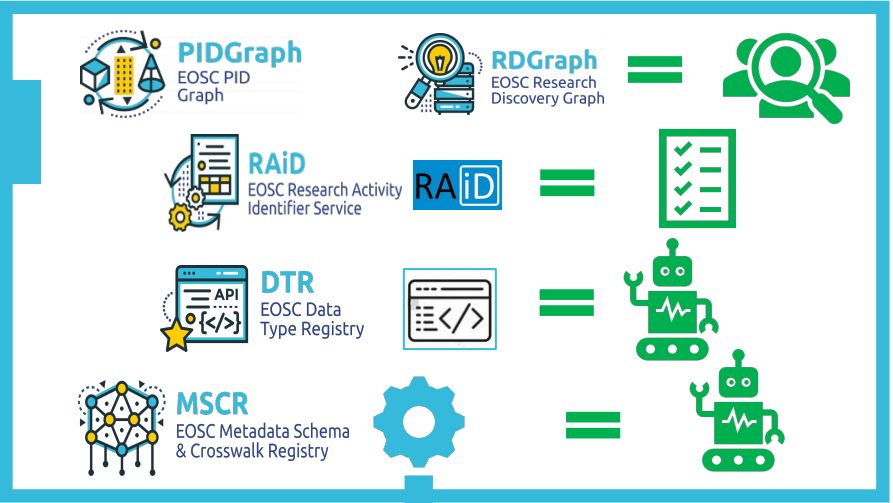 PIDGraph
EOSC PID
Graph
RDGraph
EOSC Research
Discovery Graph
RAiD
EOSC Research Activity
Identifier Service
RAiD
DTR
EOSC Data
Type Registry
API
{</>}
</>
MSCR
EOSC Metadata Schema
& Crosswalk Registry